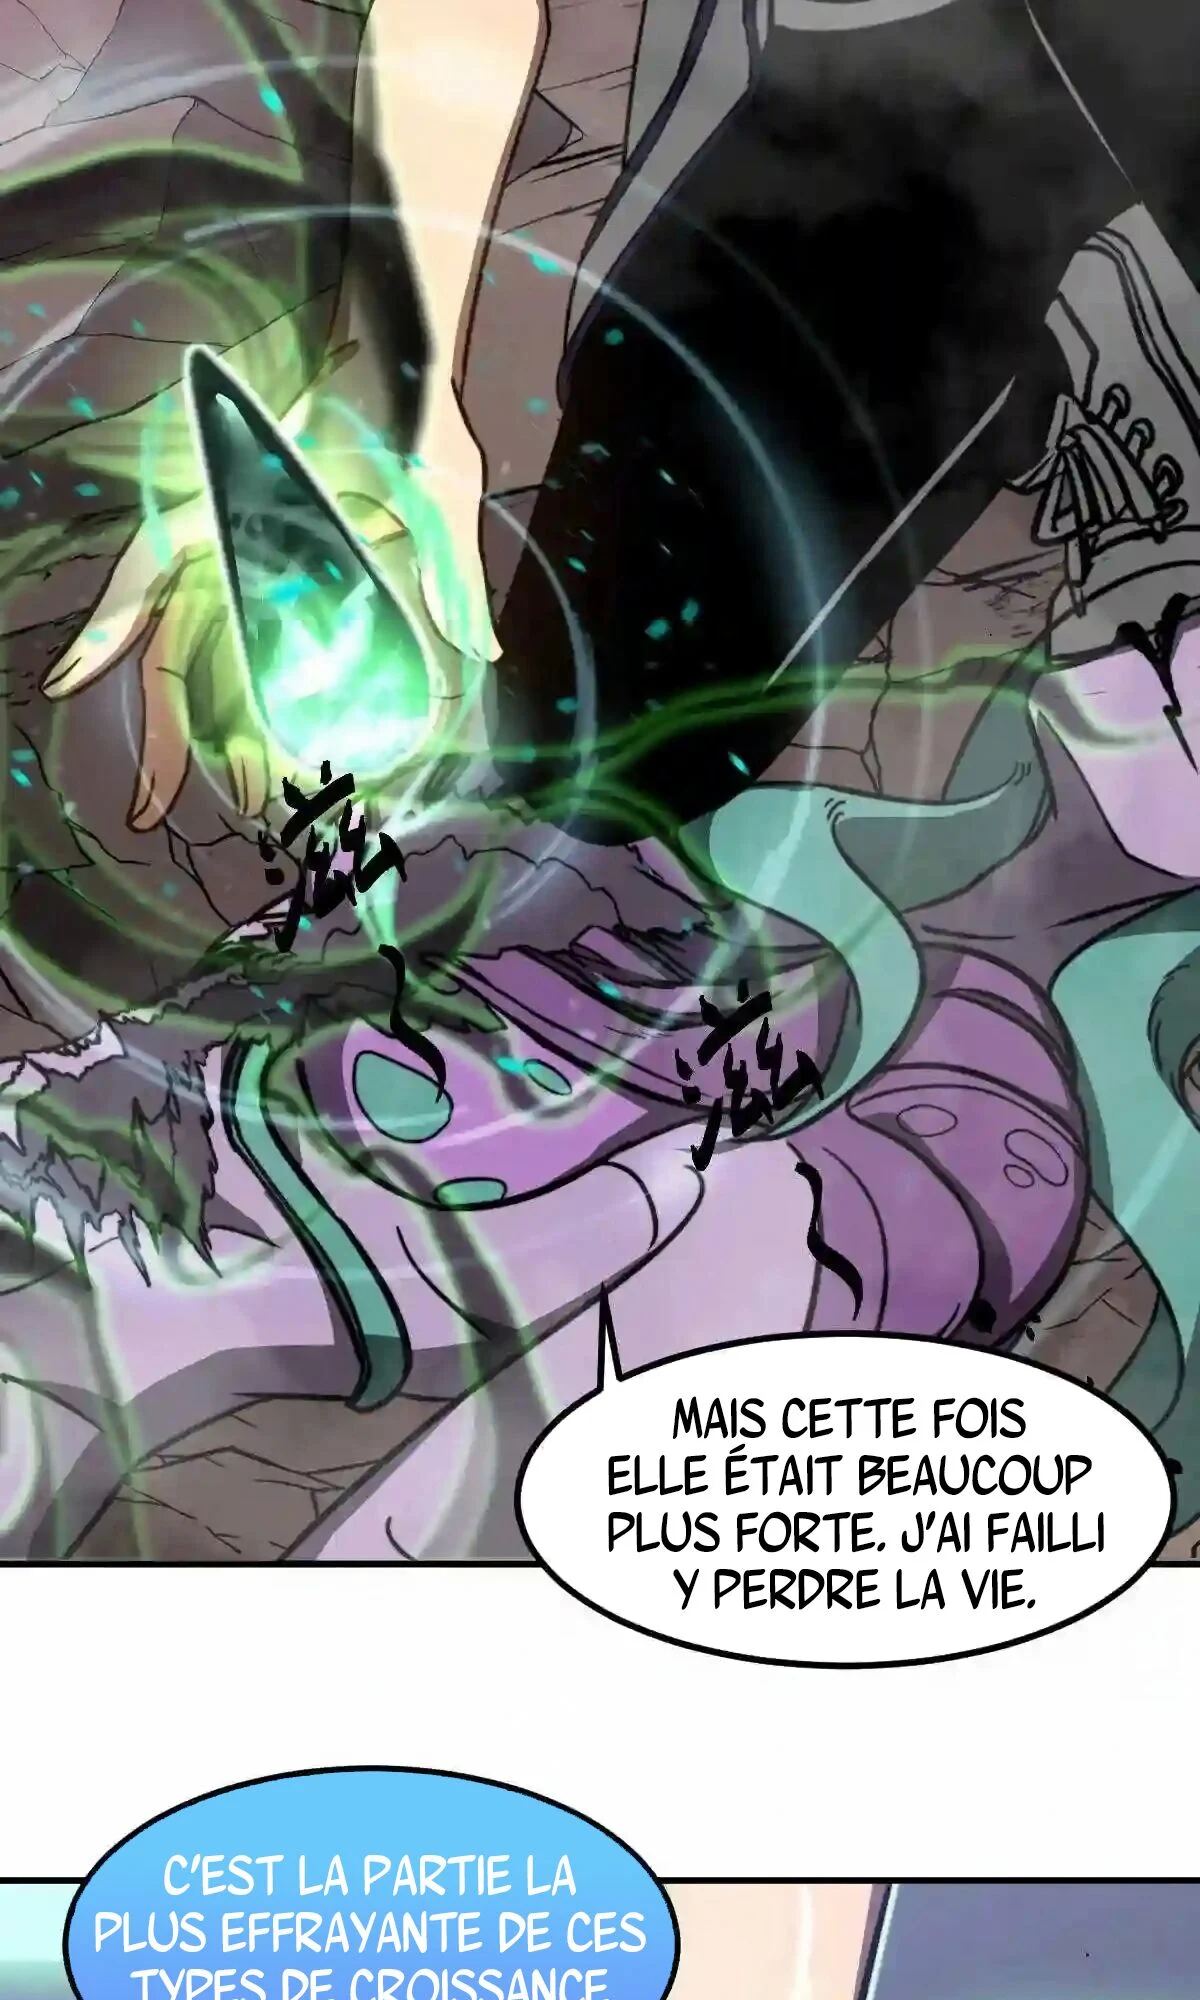 滋
滋
MAIS CETTE FOIS
ELLE ÉTAIT BEAUCOUP
PLUS FORTE. J'AI FAILLI
Y PERDRE LA VIE.
C'EST LA PARTIE LA
PLUS EFFRAYANTE DE CES
TYPES DE CROISSANCE